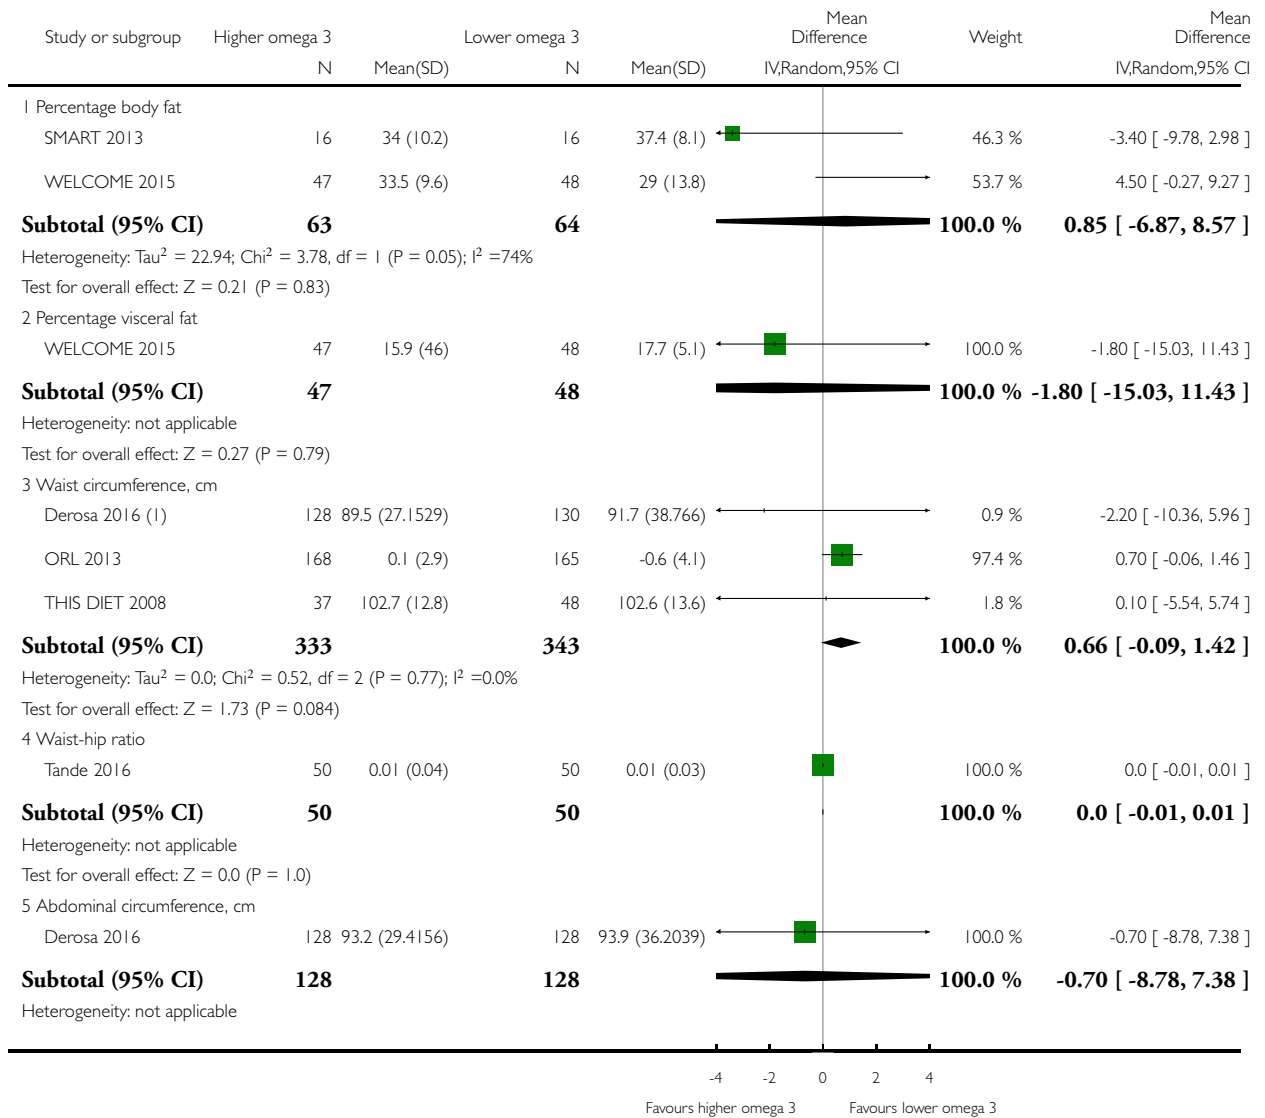 Mean Mean
Study or subgroup Higher omega 3 Lower omega 3 Difference Weight Difference
N Mean(SD) N Mean(SD) IV,Random,95% CI IV,Random,95% CI
1 Percentage body fat
SMART 2013 16 34 (10.2) 16 37.4 (8.1) 46.3 % -3.40 [ -9.78, 2.98 ]
WELCOME 2015 47 33.5 (9.6) 48 29 (13.8) 53.7 % 4.50 [ -0.27, 9.27 ]
Subtotal (95% CI) 63 64 100.0 % 0.85 [ -6.87, 8.57 ]
Heterogeneity: Tau² = 22.94; Chi² = 3.78, df = 1 (P = 0.05); I² =74%
Test for overall effect: Z = 0.21 (P = 0.83)
2 Percentage visceral fat
WELCOME 2015 47 15.9 (46) 48 17.7 (5.1) 100.0 % -1.80 [ -15.03, 11.43 ]
Subtotal (95% CI) 47 48 100.0 % -1.80 [ -15.03, 11.43 ]
Heterogeneity: not applicable
Test for overall effect: Z = 0.27 (P = 0.79)
3 Waist circumference, cm
Derosa 2016 (1) 128 89.5 (27.1529) 130 91.7 (38.766) 0.9 % -2.20 [ -10.36, 5.96 ]
ORL 2013 168 0.1 (2.9) 165 -0.6 (4.1) 97.4 % 0.70 [ -0.06, 1.46 ]
THIS DIET 2008 37 102.7 (12.8) 48 102.6 (13.6) 1.8 % 0.10 [ -5.54, 5.74 ]
Subtotal (95% CI) 333 343 100.0 % 0.66 [ -0.09, 1.42 ]
Heterogeneity: Tau² = 0.0; Chi² = 0.52, df = 2 (P = 0.77); I² =0.0%
Test for overall effect: Z = 1.73 (P = 0.084)
4 Waist-hip ratio
Tande 2016 50 0.01 (0.04) 50 0.01 (0.03) 100.0 % 0.0 [ -0.01, 0.01 ]
Subtotal (95% CI) 50 50 100.0 % 0.0 [ -0.01, 0.01 ]
Heterogeneity: not applicable
Test for overall effect: Z = 0.0 (P = 1.0)
5 Abdominal circumference, cm
Derosa 2016 128 93.2 (29.4156) 128 93.9 (36.2039) 100.0 % -0.70 [ -8.78, 7.38 ]
Subtotal (95% CI) 128 128 100.0 % -0.70 [ -8.78, 7.38 ]
Heterogeneity: not applicable
-4 -2 0 2 4
Favours higher omega 3 Favours lower omega 3